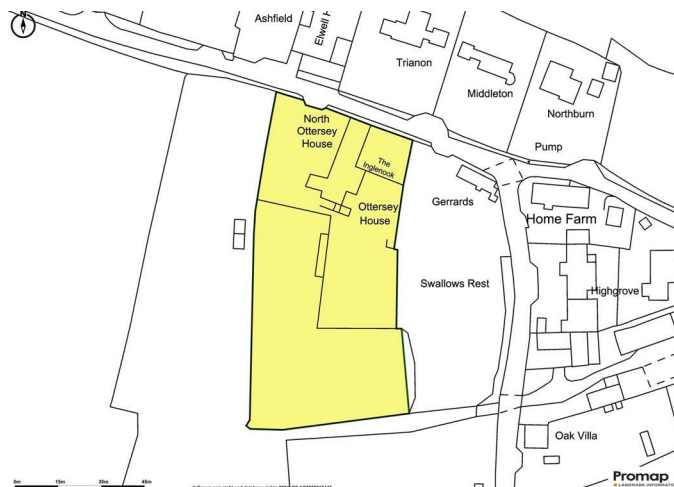 Ashfield
Elwell
Trianon
Middleton
Northburn
North
Ottersey
House
Pump
The
Inglenook
Ottersey
House
Gerrards
Home Farm
Swallows Rest
Highgrove
Oak Villa
0m
15m
30m
45m
Promap
LANDMARK INFORMATION